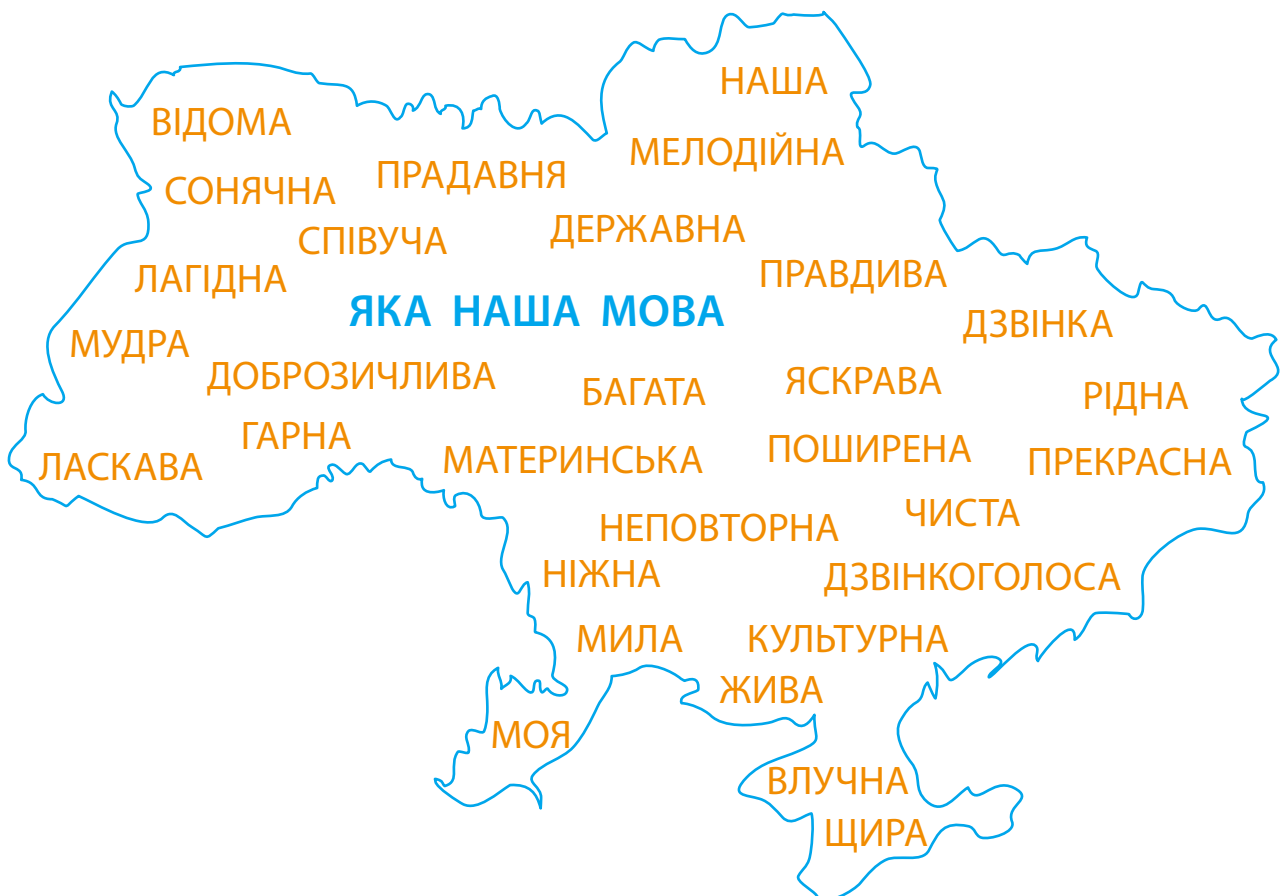 НАША
ВІДОМА
МЕЛОДІЙНА
ПРАДАВНЯ
СОНЯЧНА
ДЕРЖАВНА
СПІВУЧА
ПРАВДИВА
ЛАГІДНА
ЯКА НАША МОВА
ДЗВІНКА
МУДРА
ДОБРОЗИЧЛИВА
ЯСКРАВА
БАГАТА
РІДНА
ГАРНА
ПОШИРЕНА
МАТЕРИНСЬКА
ПРЕКРАСНА
ЛАСКАВА
ЧИСТА
НЕПОВТОРНА
НІЖНА
ДЗВІНКОГОЛОСА
МИЛА
КУЛЬТУРНА
ЖИВА
МОЯ
ВЛУЧНА
ЩИРА